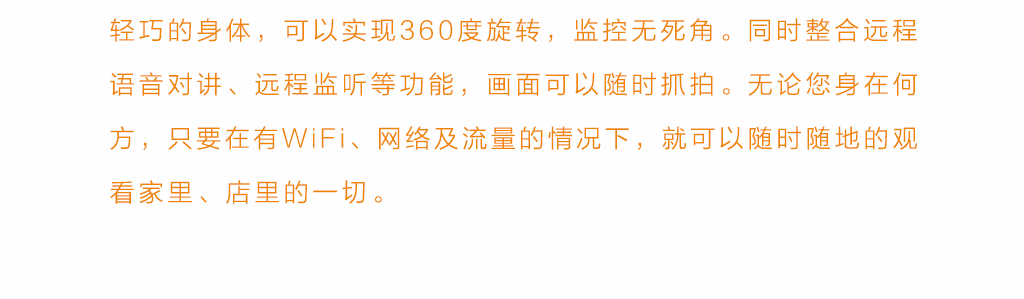 轻巧的身体，可以实现360度旋转，监控无死角。同时整合远程
语音对讲、远程监听等功能，画面可以随时抓拍。无论您身在何
方，只要在有WiFi、网络及流量的情况下，就可以随时随地的观
看家里、店里的一切。